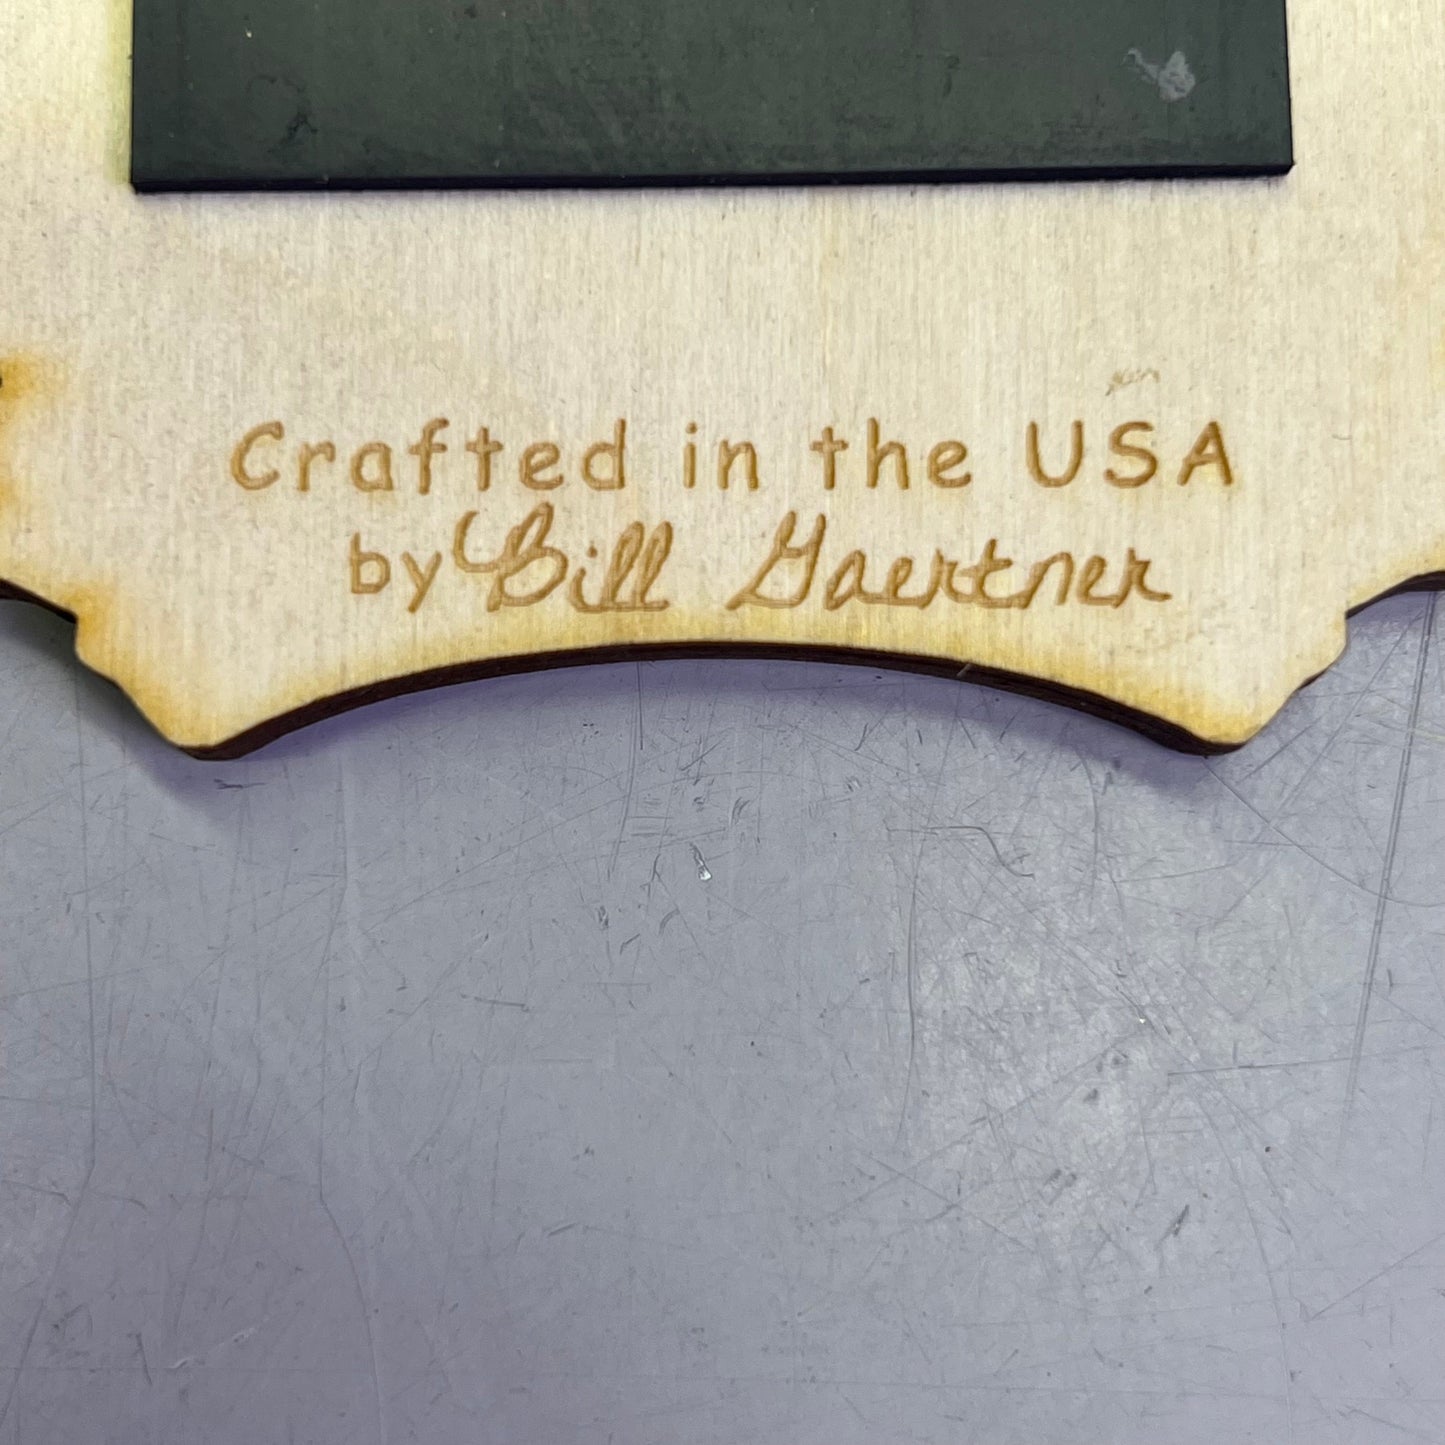 Crafted in the USA
by Bill Gaertner